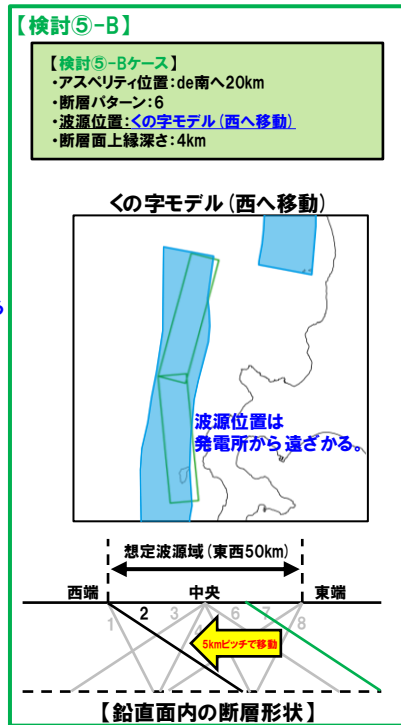 【検討⑤-B】
【検討⑤-Bケース】
・アスペリティ位置:de南へ20km
・断層パターン:6
・波源位置:くの字モデル(西へ移動)
・断層面上縁深さ:4km
くの字モデル(西へ移動)
波源位置は
発電所から遠ざかる。
想定波源域(東西50km)
西端 中央 東端
1 2 3 4 6 7 8
5kmピッチで移動
【鉛直面内の断層形状】